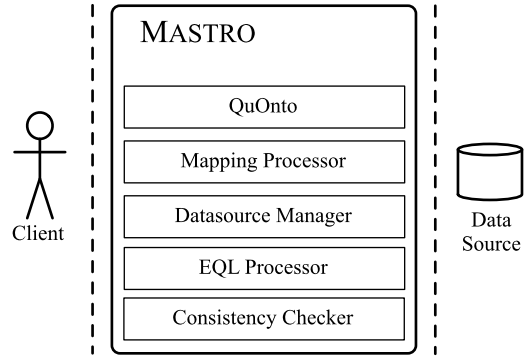 MASTRO
QuOnto
Mapping Processor
Client
Datasource Manager
Data
Source
EQL Processor
Consistency Checker